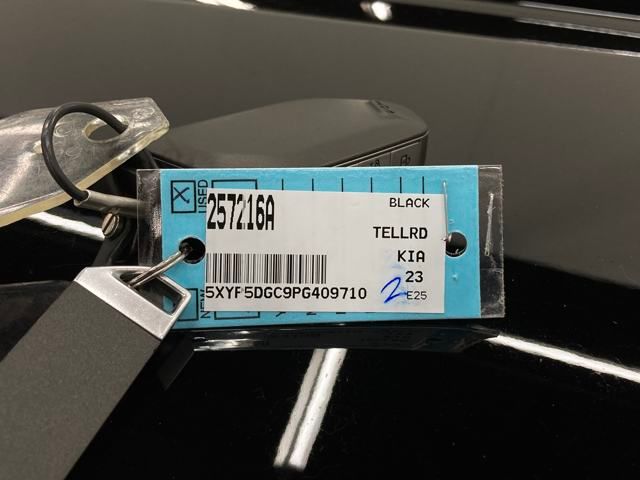 USED
257216A
BLACK
TELLRD
KIA
23
5XYP5DGC9PG409710
2
E25
NEW